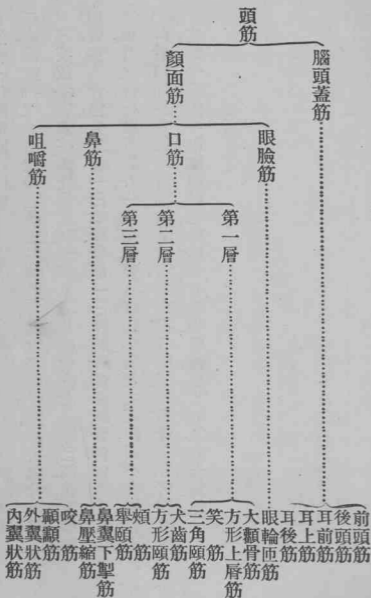 頭筋
腦頭蓋筋
顏面筋
眼瞼筋
口筋
鼻筋
咀嚼筋
第一層
第二層
第三層
前頭筋
後頭筋
耳前筋
耳上筋
耳後筋
眼輪匝筋
大顴骨筋
方形上唇筋
笑筋
三角頤筋
犬齒筋
方形頤筋
頰筋
擧頤筋
鼻翼下掣筋
鼻壓縮筋
咬筋
顳顬筋
外翼狀筋
內翼狀筋